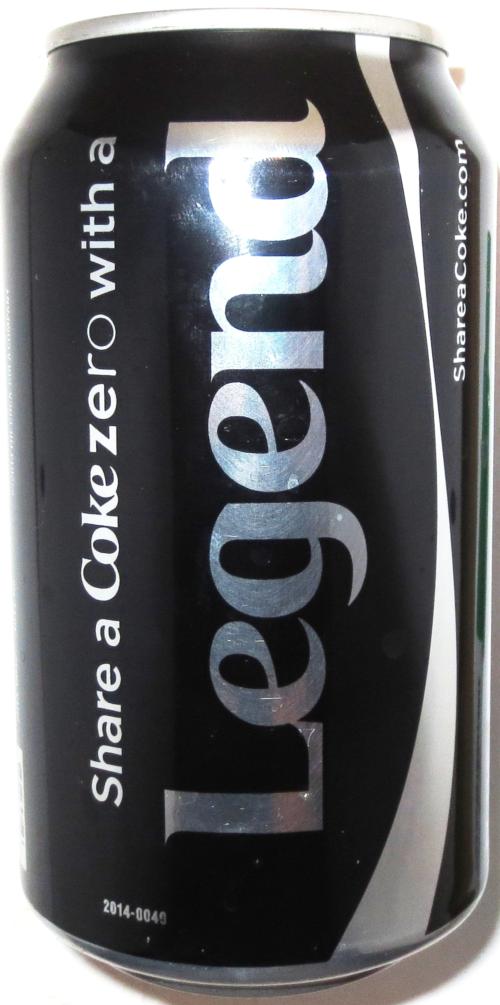 Share a Coke zero with a
Legend
ShareaCoke.com
2014-0049